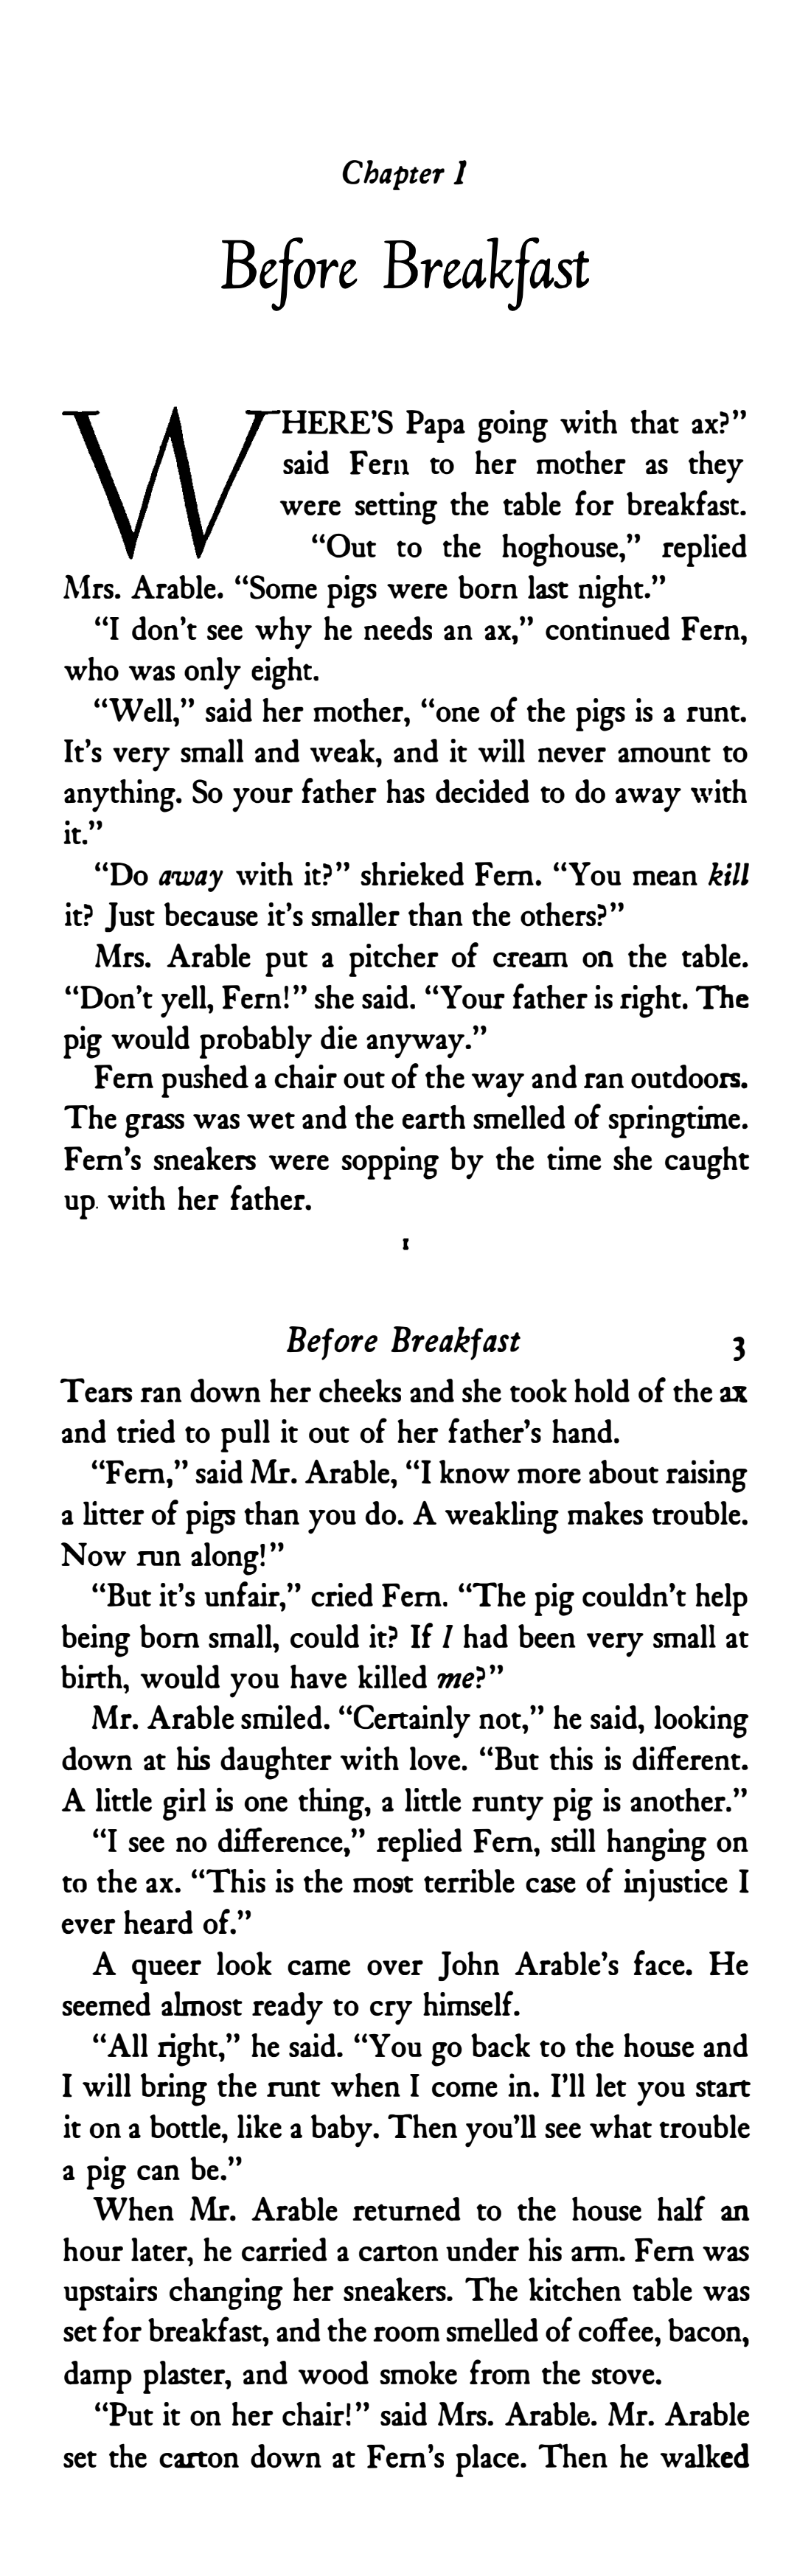 Chapter I
Before Breakfast
WHERE'S Papa going with that ax?”
said Fern to her mother as they
were setting the table for breakfast.
“Out to the hoghouse,” replied
Mrs. Arable. “Some pigs were born last night.”
“I don't see why he needs an ax,” continued Fern,
who was only eight.
“Well,” said her mother, “one of the pigs is a runt.
It's very small and weak, and it will never amount to
anything. So your father has decided to do away with
it.”
“Do away with it?” shrieked Fern. “You mean kill
it? Just because it's smaller than the others?”
Mrs. Arable put a pitcher of cream on the table.
“Don't yell, Fern!” she said. “Your father is right. The
pig would probably die anyway.”
Fern pushed a chair out of the way and ran outdoors.
The grass was wet and the earth smelled of springtime.
Fern's sneakers were sopping by the time she caught
up with her father.
1
Before Breakfast 3
Tears ran down her cheeks and she took hold of the ax
and tried to pull it out of her father's hand.
“Fern,” said Mr. Arable, “I know more about raising
a litter of pigs than you do. A weakling makes trouble.
Now run along!”
“But it's unfair,” cried Fern. “The pig couldn't help
being born small, could it? If I had been very small at
birth, would you have killed me?”
Mr. Arable smiled. “Certainly not,” he said, looking
down at his daughter with love. “But this is different.
A little girl is one thing, a little runty pig is another.”
“I see no difference,” replied Fern, still hanging on
to the ax. “This is the most terrible case of injustice I
ever heard of.”
A queer look came over John Arable's face. He
seemed almost ready to cry himself.
“All right,” he said. “You go back to the house and
I will bring the runt when I come in. I'll let you start
it on a bottle, like a baby. Then you'll see what trouble
a pig can be.”
When Mr. Arable returned to the house half an
hour later, he carried a carton under his arm. Fern was
upstairs changing her sneakers. The kitchen table was
set for breakfast, and the room smelled of coffee, bacon,
damp plaster, and wood smoke from the stove.
“Put it on her chair!” said Mrs. Arable. Mr. Arable
set the carton down at Fern's place. Then he walked